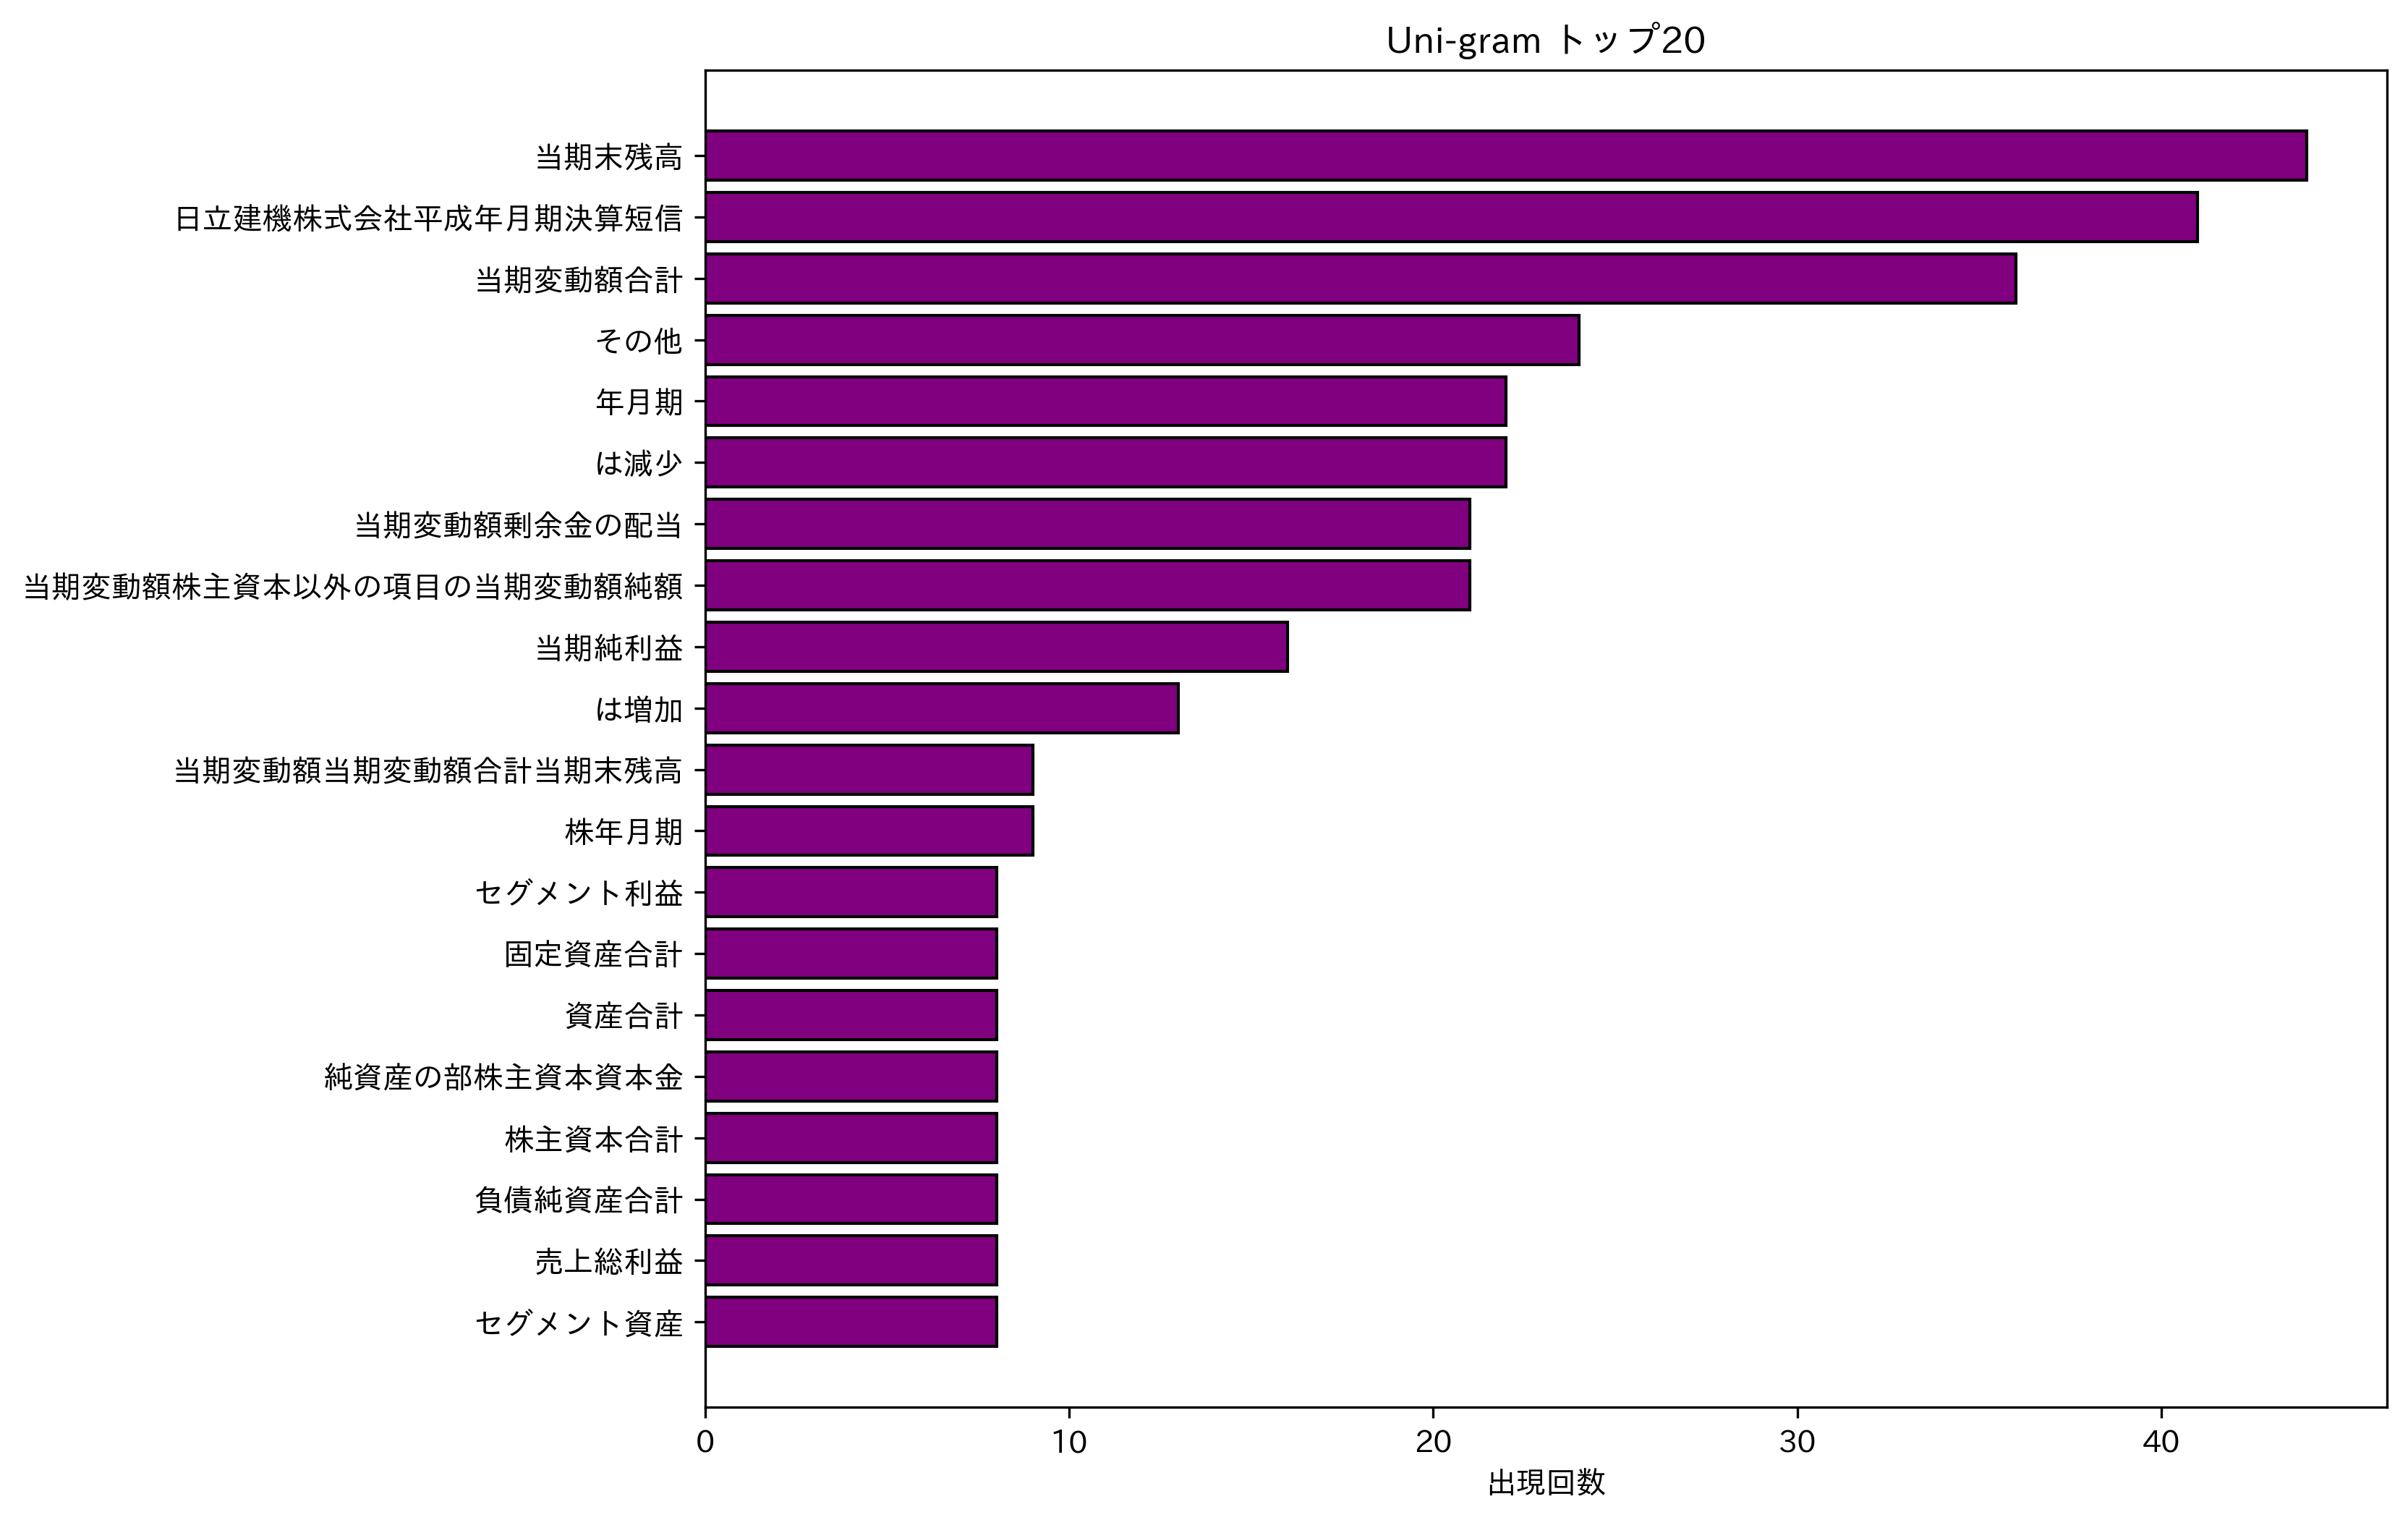 Uni-gram トップ20
当期末残高
日立建機株式会社平成年月期決算短信
当期変動額合計
その他
年月期
は減少
当期変動額剰余金の配当
当期変動額株主資本以外の項目の当期変動額純額
当期純利益
は増加
当期変動額当期変動額合計当期末残高
株年月期
セグメント利益
固定資産合計
資産合計
純資産の部株主資本資本金
株主資本合計
負債純資産合計
売上総利益
セグメント資産
0 10 20 30 40
出現回数